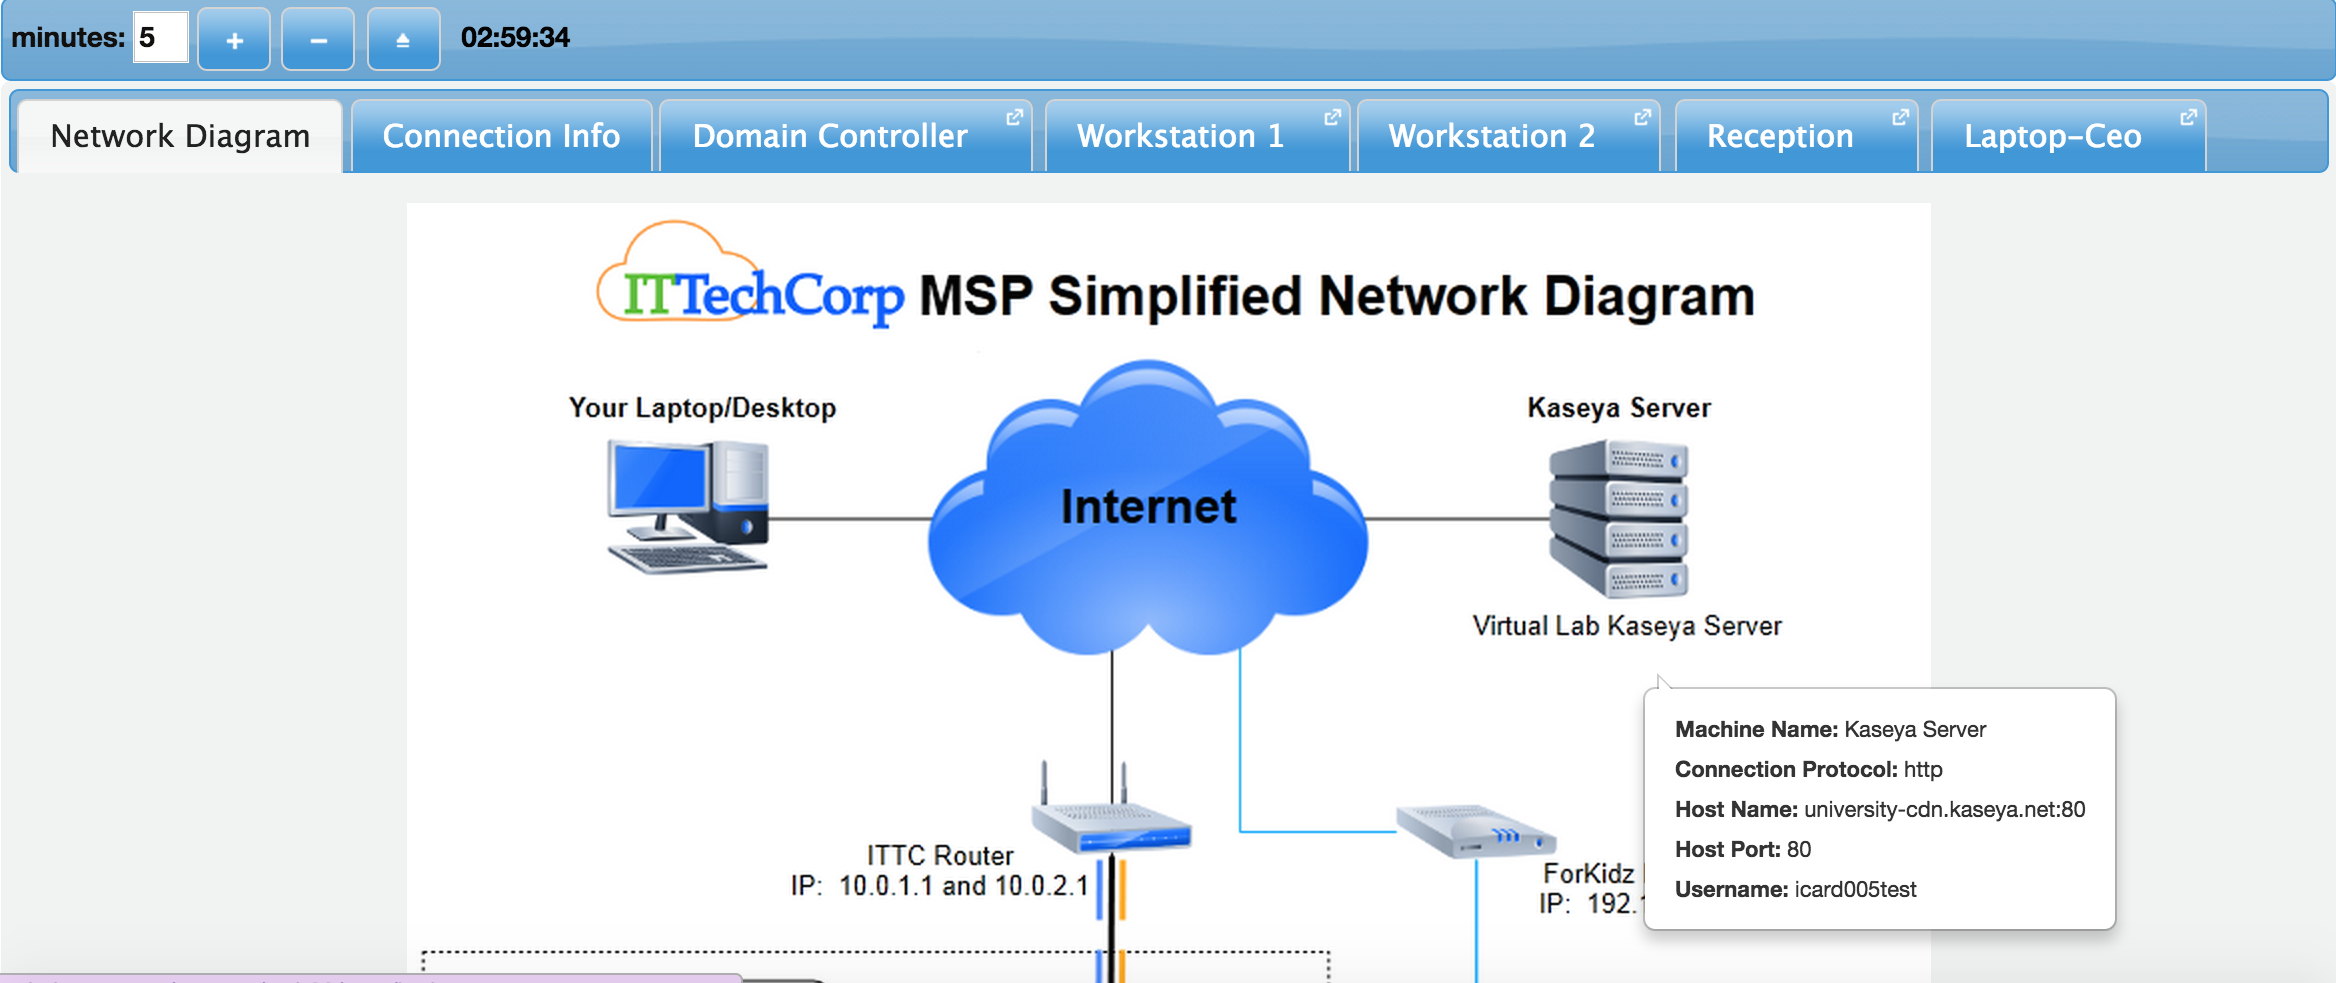 minutes: 5 + − 02:59:34
Network Diagram Connection Info Domain Controller Workstation 1 Workstation 2 Reception Laptop-Ceo
ITTechCorp MSP Simplified Network Diagram
Your Laptop/Desktop
Kaseya Server
Internet
Virtual Lab Kaseya Server
Machine Name: Kaseya Server
Connection Protocol: http
Host Name: university-cdn.kaseya.net:80
Host Port: 80
Username: icard005test
ITTC Router
IP: 10.0.1.1 and 10.0.2.1
ForKidz
IP: 192.1